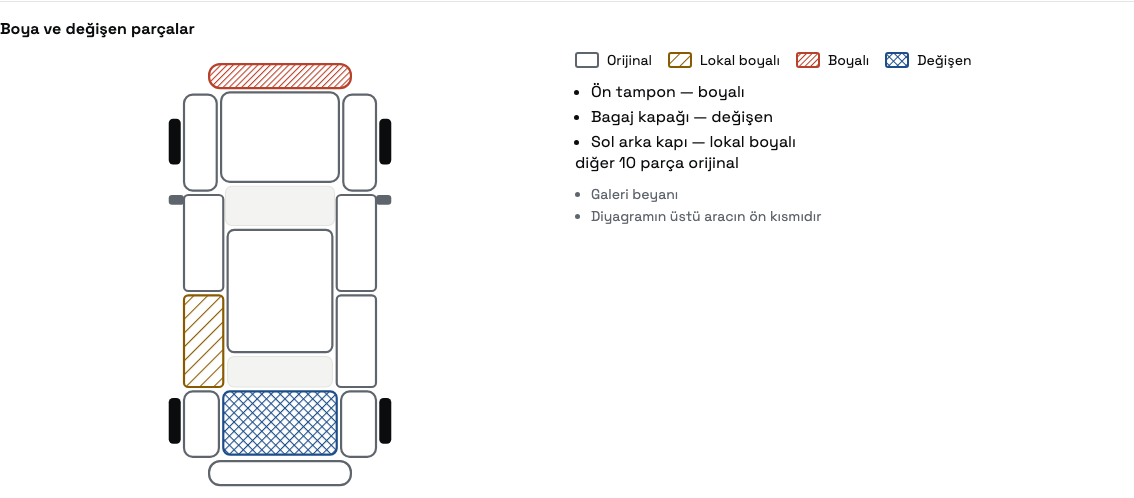 Boya ve değişen parçalar
Orijinal Lokal boyalı Boyalı Değişen
Ön tampon — boyalı
Bagaj kapağı — değişen
Sol arka kapı — lokal boyalı
diğer 10 parça orijinal
Galeri beyanı
Diyagramın üstü aracın ön kısmıdır